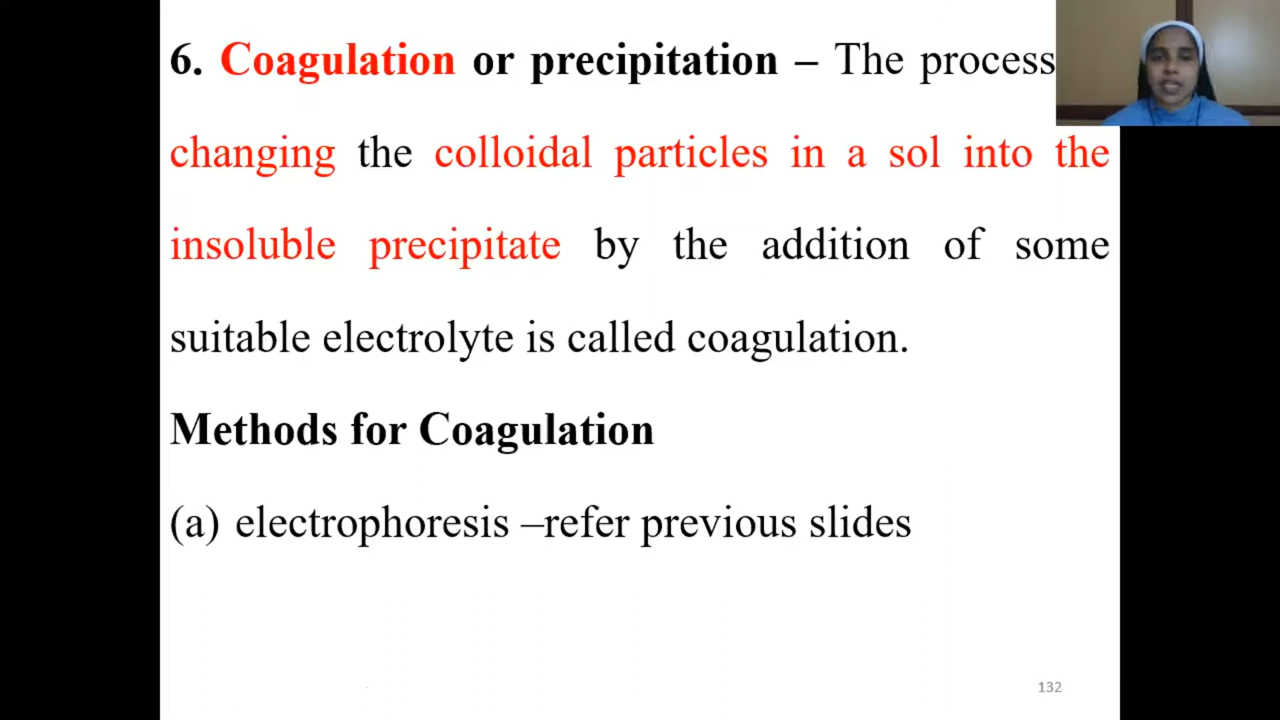 6. Coagulation or precipitation – The process
changing the colloidal particles in a sol into the
insoluble precipitate by the addition of some
suitable electrolyte is called coagulation.
Methods for Coagulation
(a) electrophoresis –refer previous slides
132